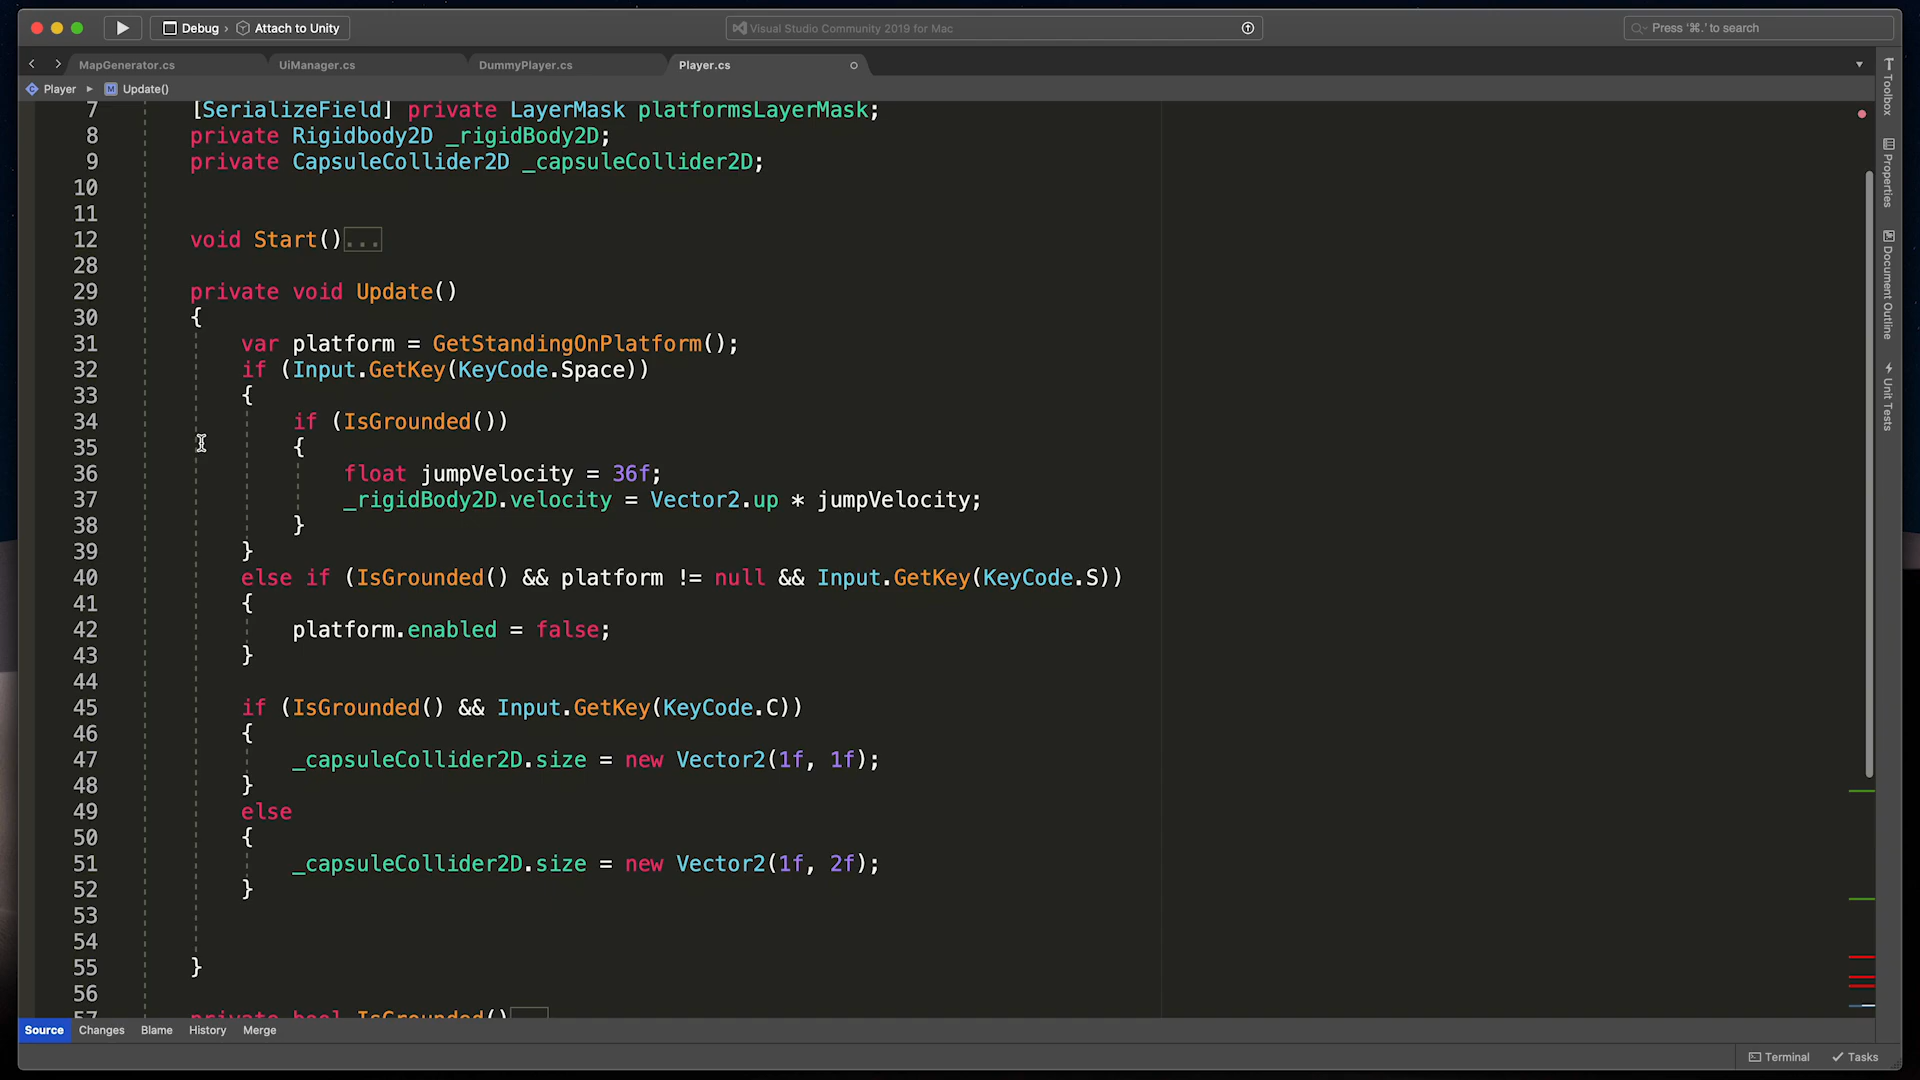 Debug › Attach to Unity
Visual Studio Community 2019 for Mac
Press '⌘.' to search
MapGenerator.cs
UiManager.cs
DummyPlayer.cs
Player.cs
Player ▸ M Update()
7 [SerializeField] private LayerMask platformsLayerMask;
8 private Rigidbody2D _rigidBody2D;
9 private CapsuleCollider2D _capsuleCollider2D;
10
11
12 void Start()...
28
29 private void Update()
30 {
31 var platform = GetStandingOnPlatform();
32 if (Input.GetKey(KeyCode.Space))
33 {
34 if (IsGrounded())
35 {
36 float jumpVelocity = 36f;
37 _rigidBody2D.velocity = Vector2.up * jumpVelocity;
38 }
39 }
40 else if (IsGrounded() && platform != null && Input.GetKey(KeyCode.S))
41 {
42 platform.enabled = false;
43 }
44
45 if (IsGrounded() && Input.GetKey(KeyCode.C))
46 {
47 _capsuleCollider2D.size = new Vector2(1f, 1f);
48 }
49 else
50 {
51 _capsuleCollider2D.size = new Vector2(1f, 2f);
52 }
53
54
55 }
56
57 private bool IsGrounded()...
Toolbox
Properties
Document Outline
Unit Tests
Source Changes Blame History Merge
Terminal Tasks